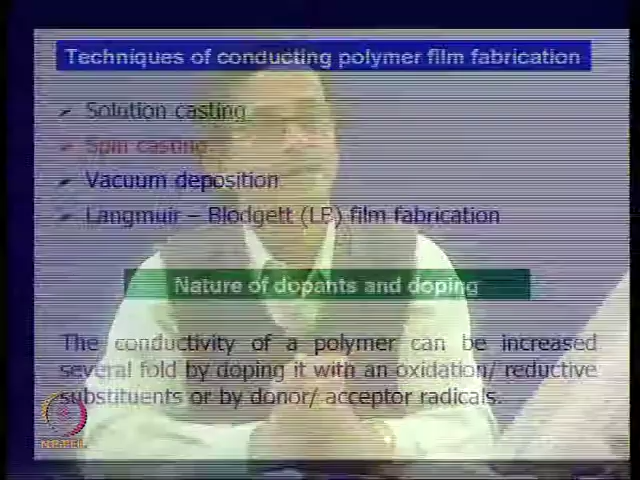 Techniques of conducting polymer film fabrication
Solution casting
Spin casting
Vacuum deposition
Langmuir – Blodgett (LB) film fabrication
Nature of dopants and doping
The conductivity of a polymer can be increased
several fold by doping it with an oxidation/ reductive
substituents or by donor/ acceptor radicals.
NPTEL